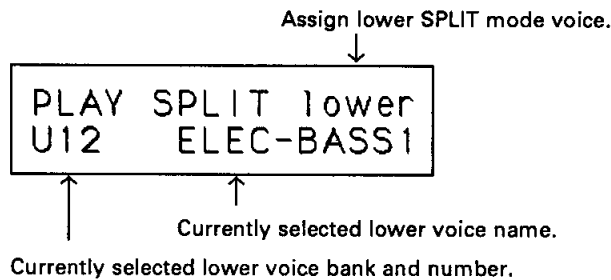 Assign lower SPLIT mode voice.
PLAY SPLIT lower
U12 ELEC-BASS1
Currently selected lower voice name.
Currently selected lower voice bank and number.